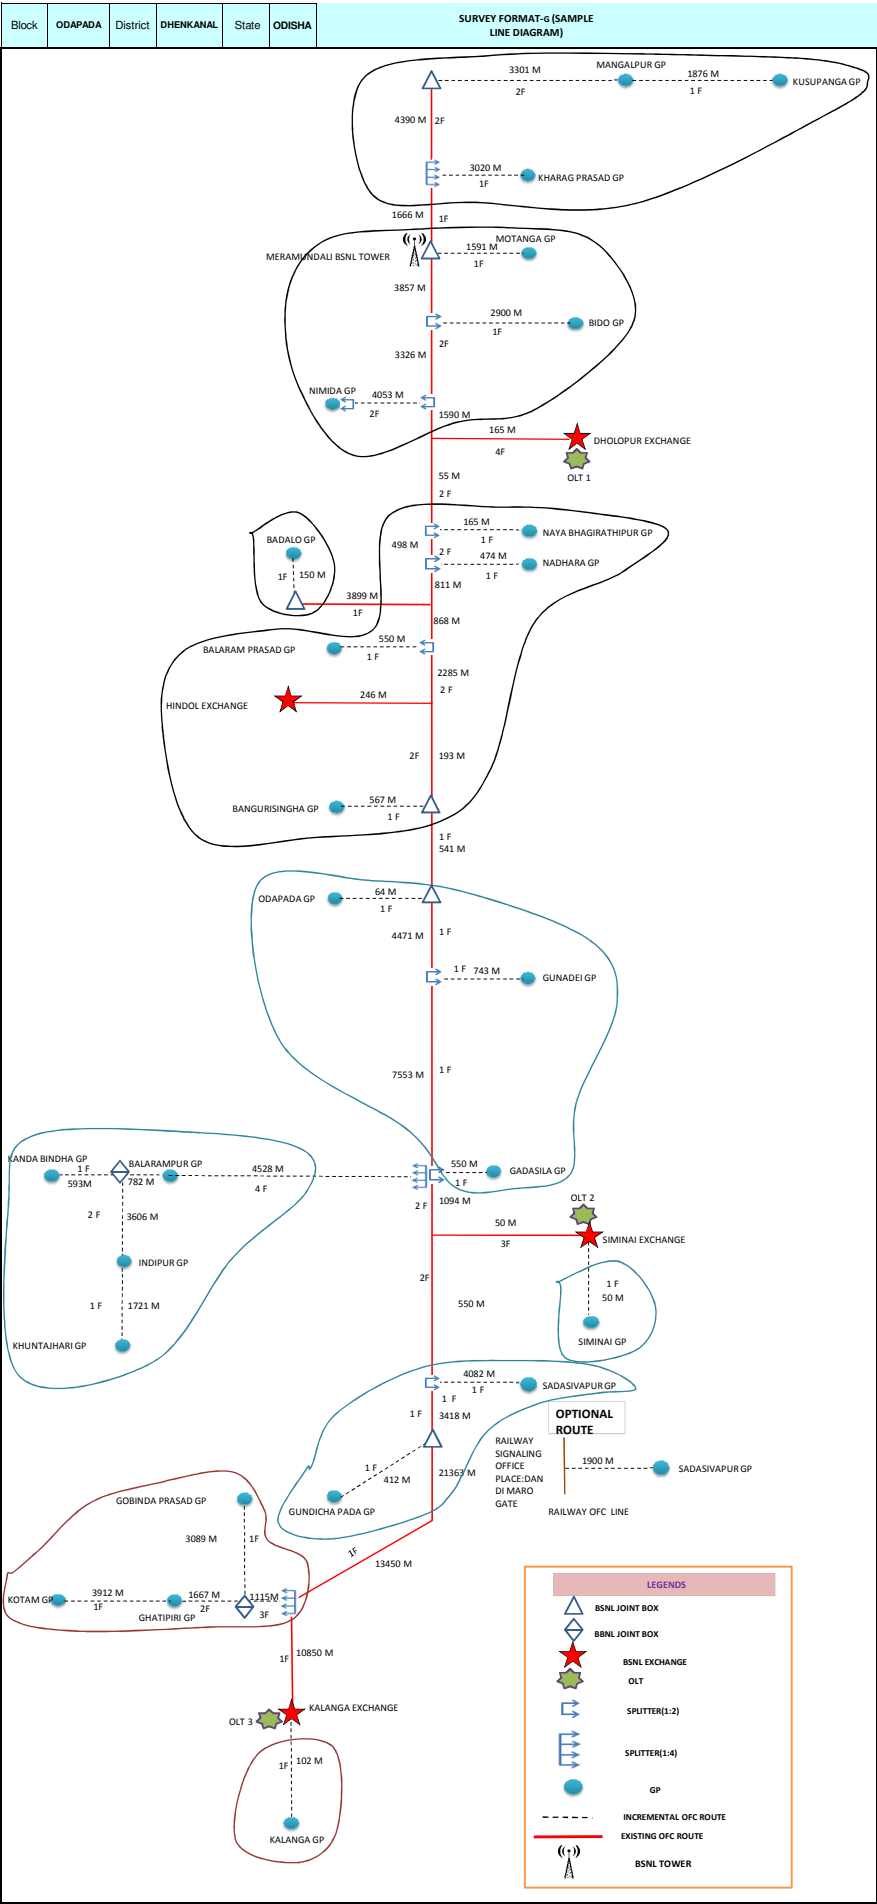 Block ODAPADA District DHENKANAL State ODISHA
SURVEY FORMAT-G (SAMPLE
LINE DIAGRAM)
MANGALPUR GP
3301 M
1876 M
KUSUPANGA GP
2F
1 F
4390 M
2F
3020 M
KHARAG PRASAD GP
1F
1666 M
1F
MOTANGA GP
1591 M
MERAMUNDALI BSNL TOWER
1F
3857 M
2900 M
BIDO GP
1F
2F
3326 M
NIMIDA GP
4053 M
2F
1590 M
165 M
DHOLOPUR EXCHANGE
4F
OLT 1
55 M
2 F
165 M
NAYA BHAGIRATHIPUR GP
1 F
BADALO GP
498 M
2 F
474 M
NADHARA GP
1F
150 M
1 F
811 M
3899 M
1F
868 M
550 M
BALARAM PRASAD GP
1 F
2285 M
2 F
246 M
HINDOL EXCHANGE
2F
193 M
567 M
BANGURISINGHA GP
1 F
1 F
541 M
64 M
ODAPADA GP
1 F
4471 M
1 F
1 F 743 M
GUNADEI GP
7553 M
1 F
KANDA BINDHA GP
BALARAMPUR GP
1 F
593M
782 M
4528 M
4 F
550 M
GADASILA GP
1 F
1094 M
2 F
OLT 2
2 F
3606 M
50 M
SIMINAI EXCHANGE
3F
INDIPUR GP
2F
1 F
50 M
1 F
1721 M
550 M
KHUNTAJHARI GP
SIMINAI GP
4082 M
SADASIVAPUR GP
1 F
1 F
1 F
3418 M
OPTIONAL
ROUTE
RAILWAY
SIGNALING
OFFICE
PLACE:DAN
DI MARO
GATE
1900 M
SADASIVAPUR GP
RAILWAY OFC LINE
1 F
412 M
21363 M
GUNDICHA PADA GP
GOBINDA PRASAD GP
3089 M
1F
1F
13450 M
KOTAM GP
3912 M
1F
1667 M
2F
1115M
3F
GHATIPIRI GP
1F
10850 M
KALANGA EXCHANGE
OLT 3
1F
102 M
KALANGA GP
LEGENDS
BSNL JOINT BOX
BBNL JOINT BOX
BSNL EXCHANGE
OLT
SPLITTER(1:2)
SPLITTER(1:4)
GP
INCREMENTAL OFC ROUTE
EXISTING OFC ROUTE
BSNL TOWER